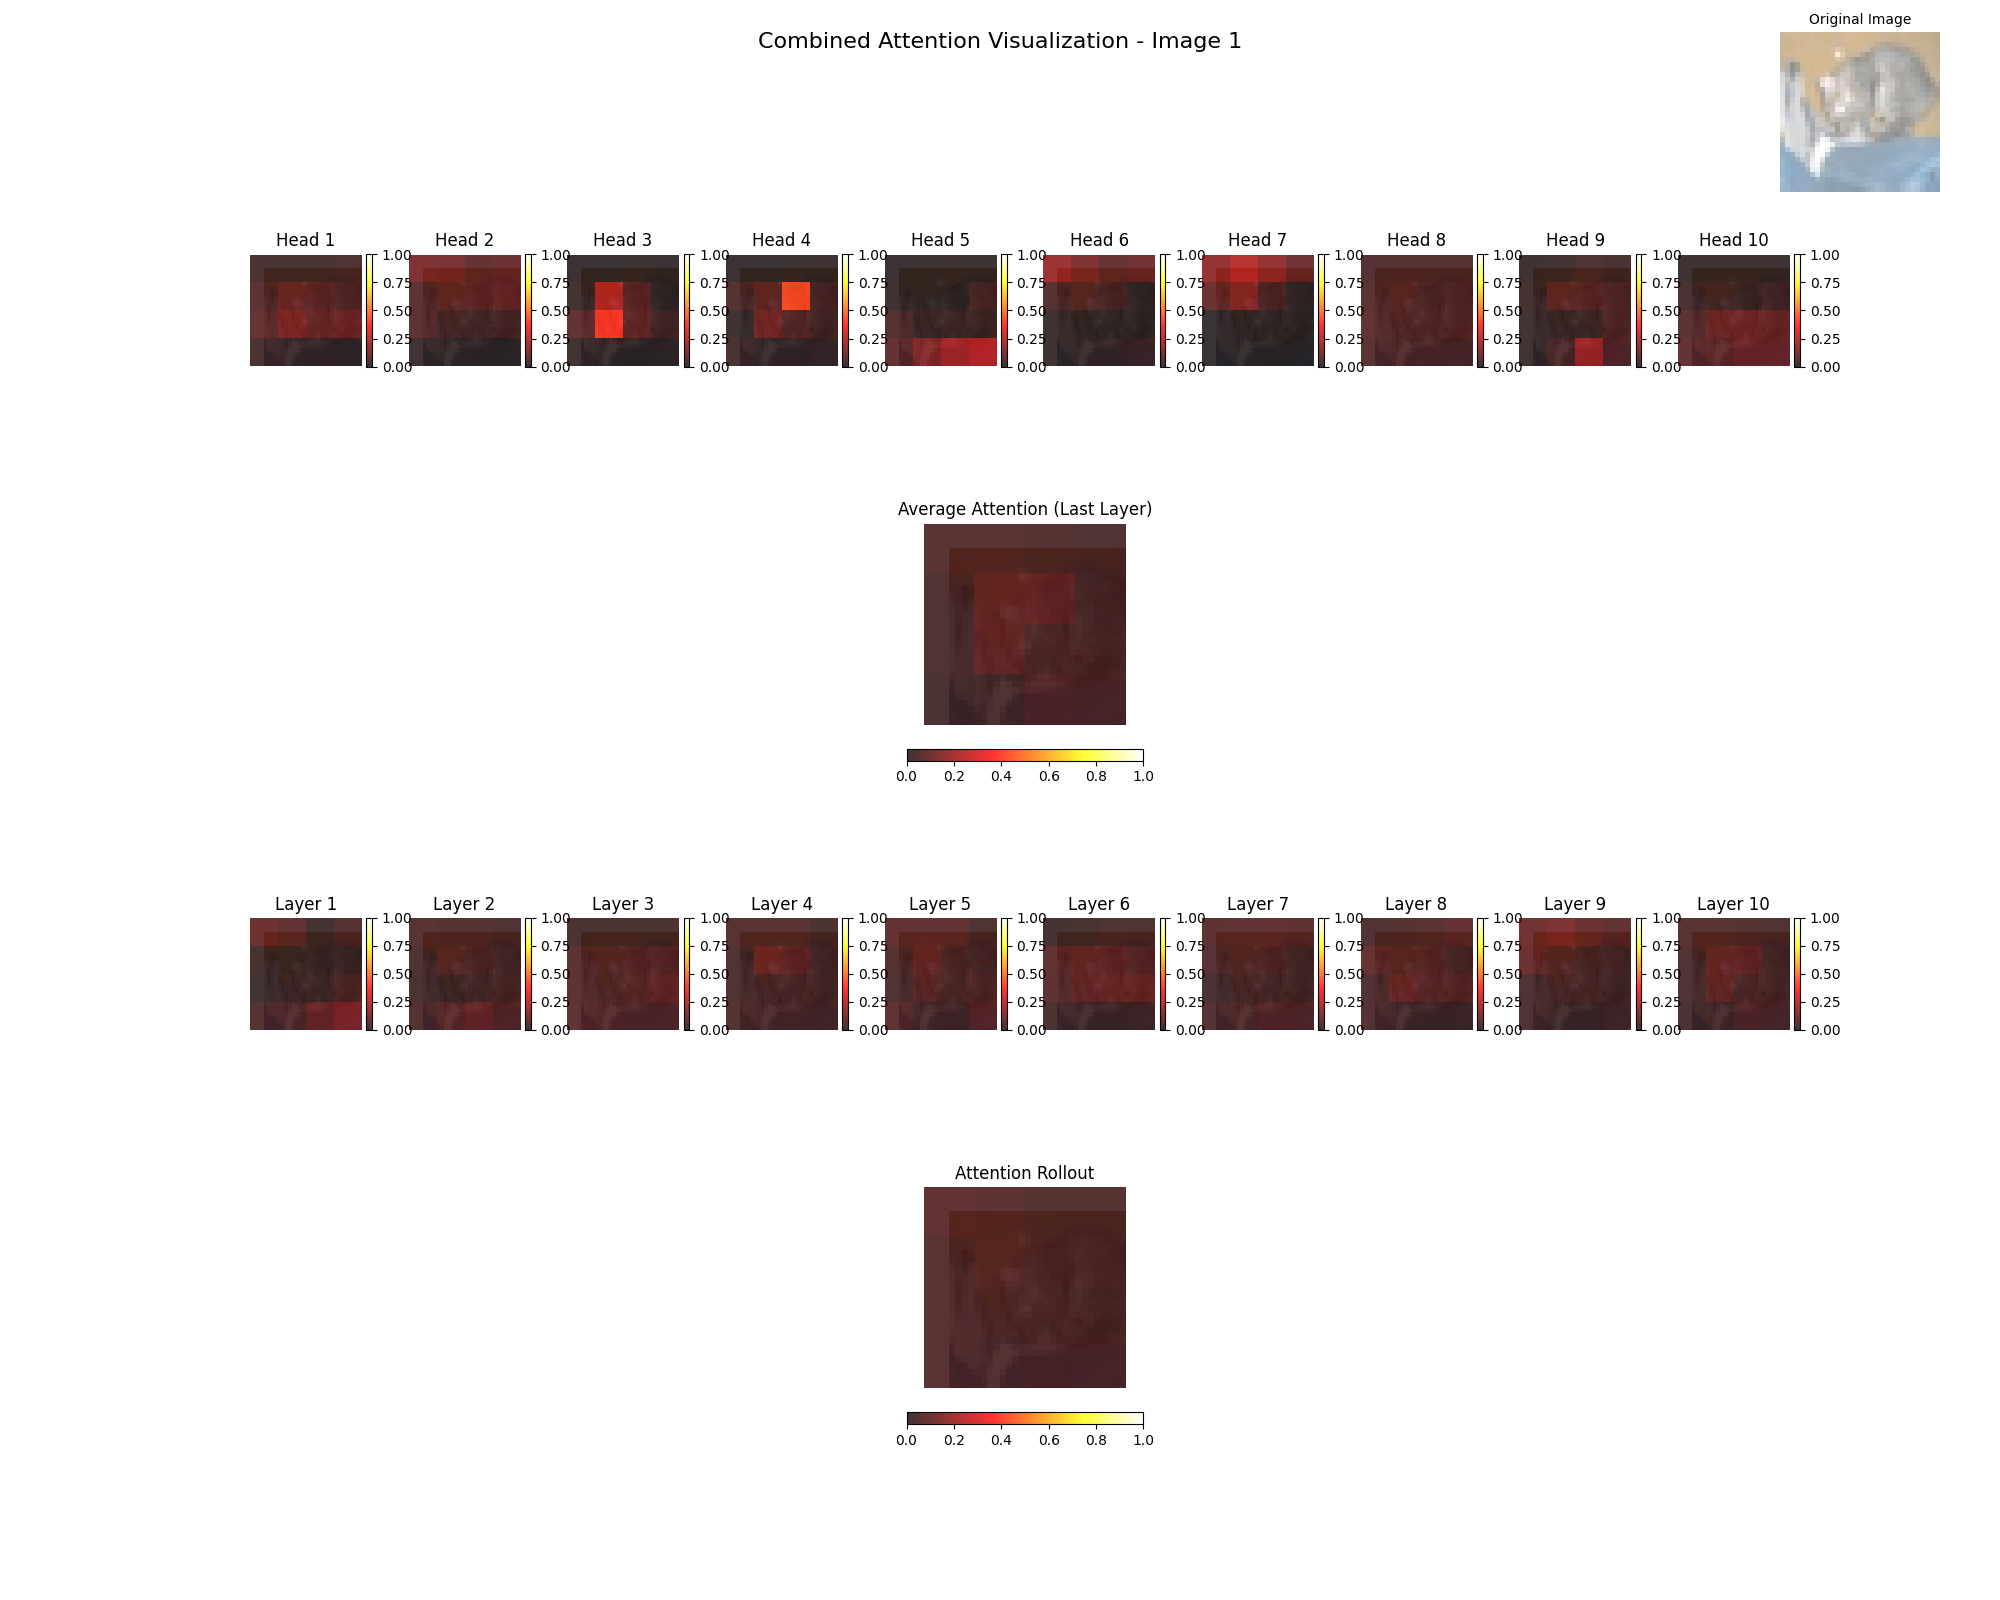 Original Image
Combined Attention Visualization - Image 1
Head 1 Head 2 Head 3 Head 4 Head 5 Head 6 Head 7 Head 8 Head 9 Head 10
1.00 1.00 1.00 1.00 1.00 1.00 1.00 1.00 1.00 1.00
0.75 0.75 0.75 0.75 0.75 0.75 0.75 0.75 0.75 0.75
0.50 0.50 0.50 0.50 0.50 0.50 0.50 0.50 0.50 0.50
0.25 0.25 0.25 0.25 0.25 0.25 0.25 0.25 0.25 0.25
0.00 0.00 0.00 0.00 0.00 0.00 0.00 0.00 0.00 0.00
Average Attention (Last Layer)
0.0 0.2 0.4 0.6 0.8 1.0
Layer 1 Layer 2 Layer 3 Layer 4 Layer 5 Layer 6 Layer 7 Layer 8 Layer 9 Layer 10
1.00 1.00 1.00 1.00 1.00 1.00 1.00 1.00 1.00 1.00
0.75 0.75 0.75 0.75 0.75 0.75 0.75 0.75 0.75 0.75
0.50 0.50 0.50 0.50 0.50 0.50 0.50 0.50 0.50 0.50
0.25 0.25 0.25 0.25 0.25 0.25 0.25 0.25 0.25 0.25
0.00 0.00 0.00 0.00 0.00 0.00 0.00 0.00 0.00 0.00
Attention Rollout
0.0 0.2 0.4 0.6 0.8 1.0